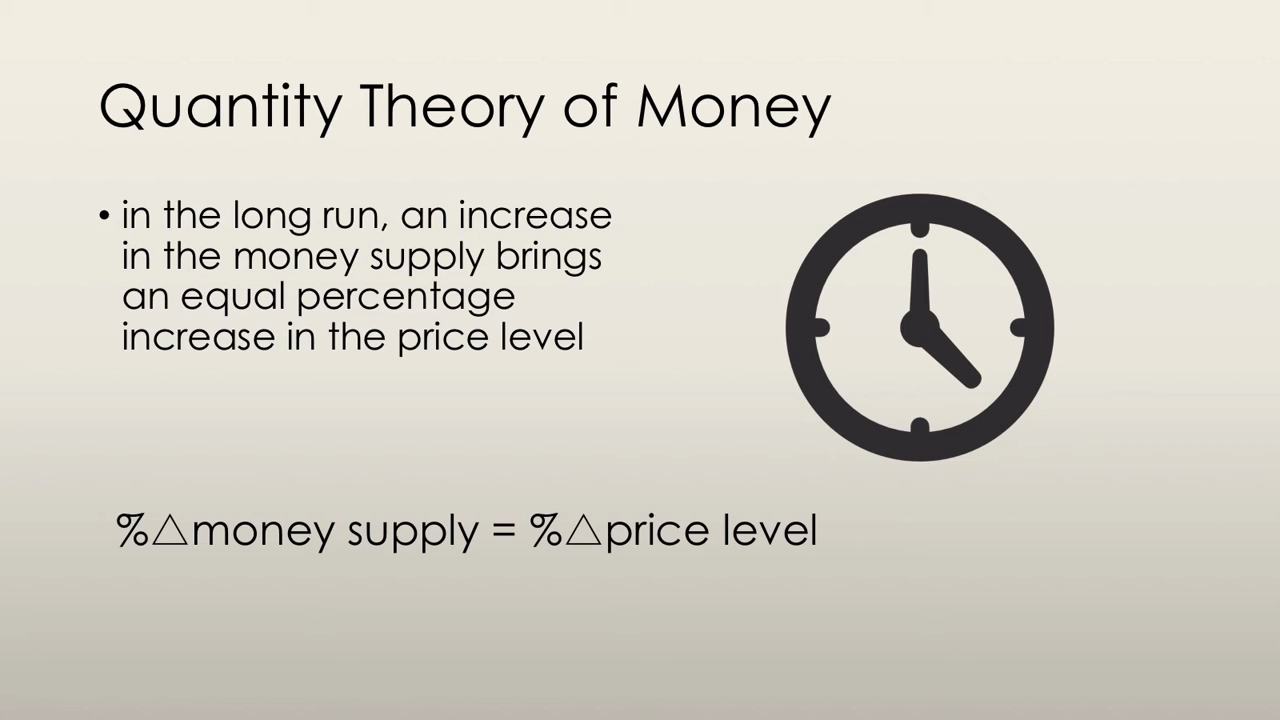 Quantity Theory of Money
• in the long run, an increase
in the money supply brings
an equal percentage
increase in the price level
%△money supply = %△price level